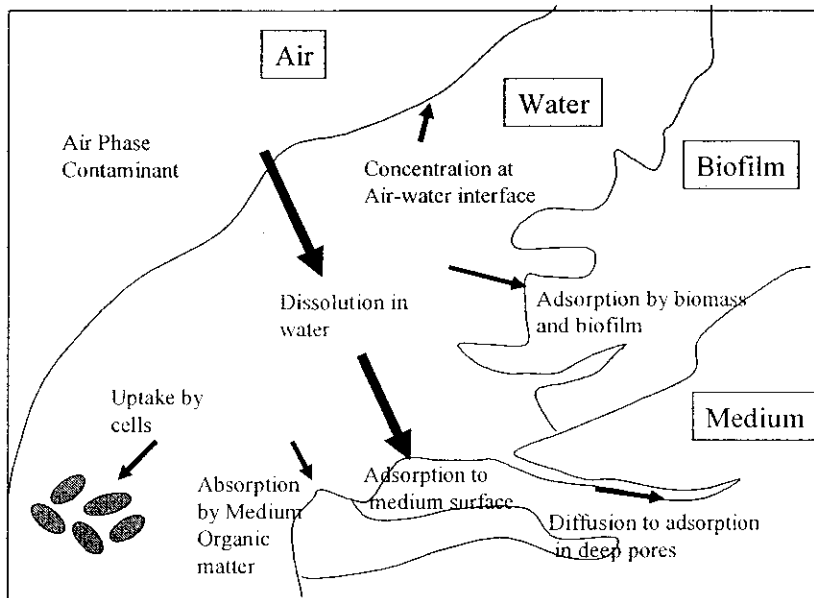 Air
Water
Air Phase
Contaminant
Concentration at
Air-water interface
Biofilm
Dissolution in
water
Adsorption by biomass
and biofilm
Uptake by
cells
Medium
Absorption
by Medium
Organic
matter
Adsorption to
medium surface
Diffusion to adsorption
in deep pores